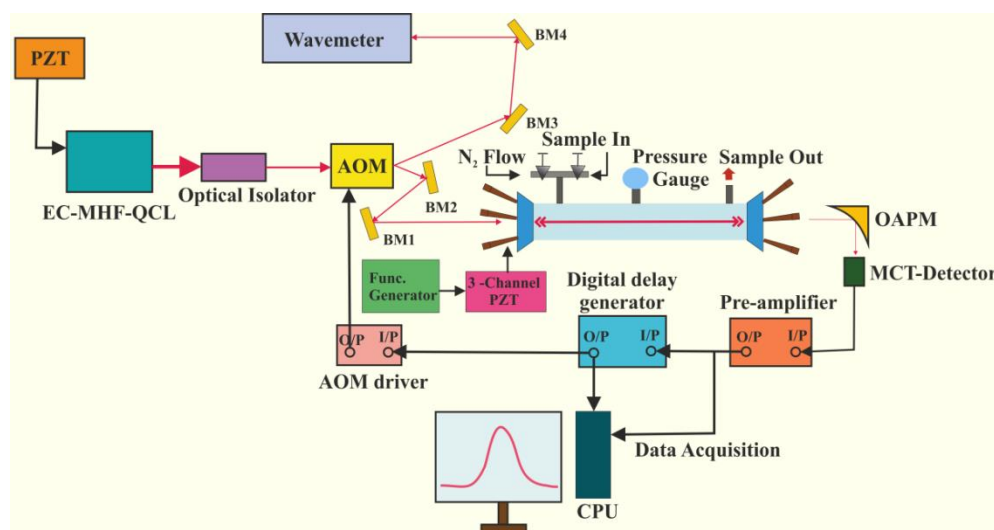 Wavemeter
BM4
PZT
BM3
Sample In
N₂ Flow
Pressure
Gauge
Sample Out
AOM
EC-MHF-QCL
Optical Isolator
BM2
BM1
OAPM
MCT-Detector
Func.
Generator
3 -Channel
PZT
Digital delay
generator
Pre-amplifier
O/P
I/P
AOM driver
O/P
I/P
O/P
I/P
Data Acquisition
CPU